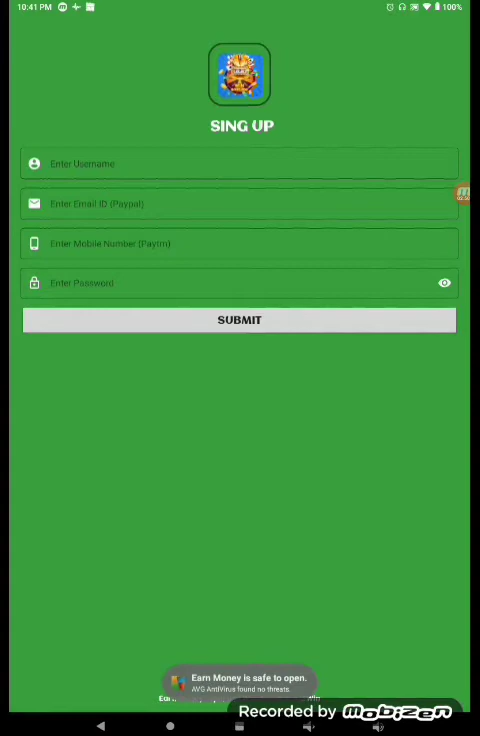 10:41 PM
100%
SING UP
Enter Username
Enter Email ID (Paypal)
Enter Mobile Number (Paytm)
Enter Password
SUBMIT
Earn Money is safe to open.
AVG AntiVirus found no threats.
Recorded by mobizen